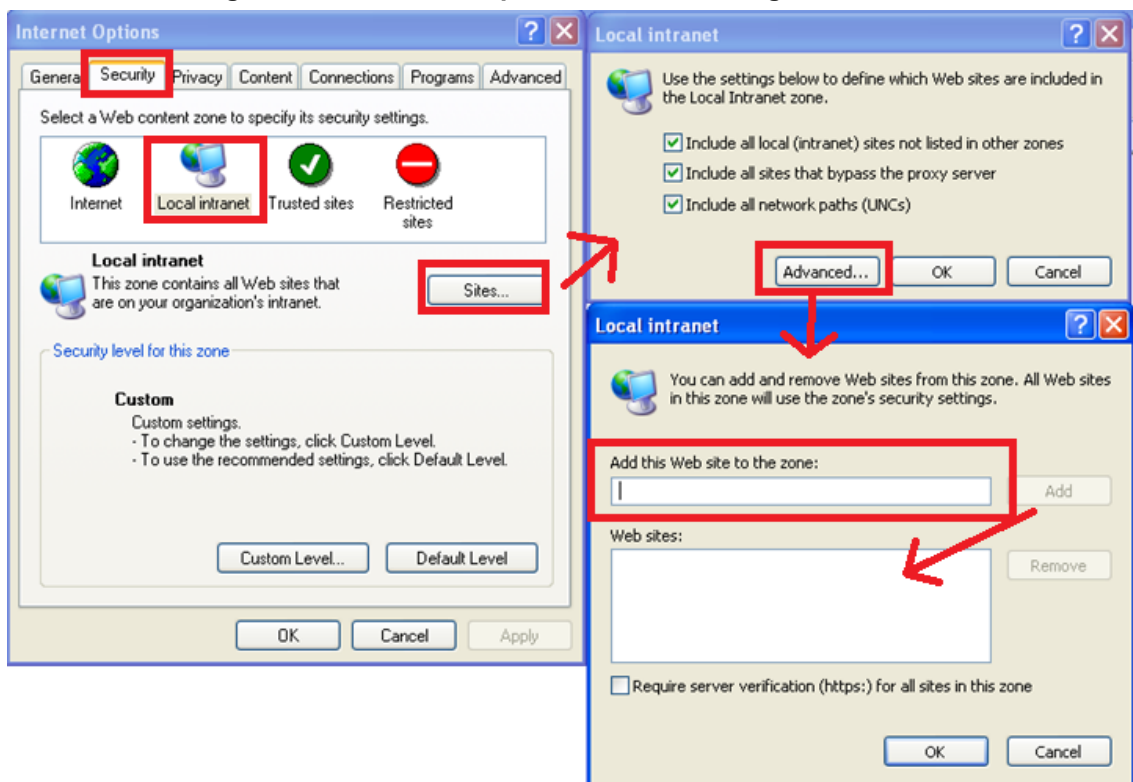 Internet Options
General Security Privacy Content Connections Programs Advanced
Select a Web content zone to specify its security settings.
Internet Local intranet Trusted sites Restricted
sites
Local intranet
This zone contains all Web sites that
are on your organization's intranet.
Sites...
Security level for this zone
Custom
Custom settings.
- To change the settings, click Custom Level.
- To use the recommended settings, click Default Level.
Custom Level... Default Level
OK Cancel Apply
Local intranet
Use the settings below to define which Web sites are included in
the Local Intranet zone.
Include all local (intranet) sites not listed in other zones
Include all sites that bypass the proxy server
Include all network paths (UNCs)
Advanced... OK Cancel
Local intranet
You can add and remove Web sites from this zone. All Web sites
in this zone will use the zone's security settings.
Add this Web site to the zone:
Add
Web sites:
Remove
Require server verification (https:) for all sites in this zone
OK Cancel